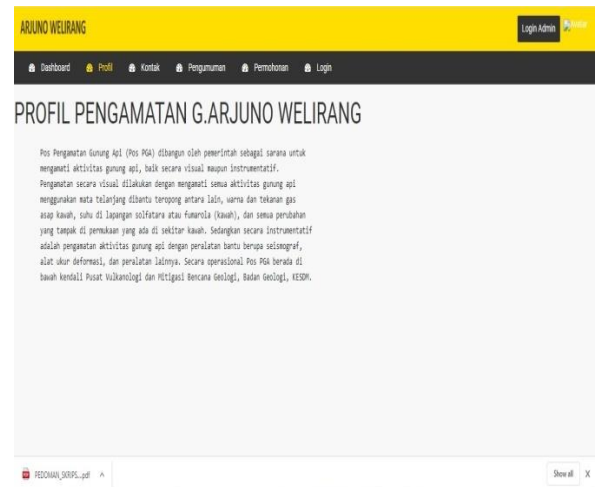 ARJUNO WELIRANG
Login Admin
Dashboard Profil Kontak Pengumuman Permohonan Login
PROFIL PENGAMATAN G.ARJUNO WELIRANG
Pos Pengamatan Gunung Api (Pos PGA) dibangun oleh pemerintah sebagai sarana untuk
mengamati aktivitas gunung api, baik secara visual maupun instrumentatif.
Pengamatan secara visual dilakukan dengan mengamati semua aktivitas gunung api
menggunakan mata telanjang dibantu teropong antara lain, warna dan tekanan gas
asap kawah, suhu di lapangan solfatara atau fumarola (kawah), dan semua perubahan
yang tampak di permukaan yang ada di sekitar kawah. Sedangkan secara instrumentatif
adalah pengamatan aktivitas gunung api dengan peralatan bantu berupa seismograf,
alat ukur deformasi, dan peralatan lainnya. Secara operasional Pos PGA berada di
bawah kendali Pusat Vulkanologi dan Mitigasi Bencana Geologi, Badan Geologi, KESDM.
PEDOMAN_SKRIPS....pdf
Show all X